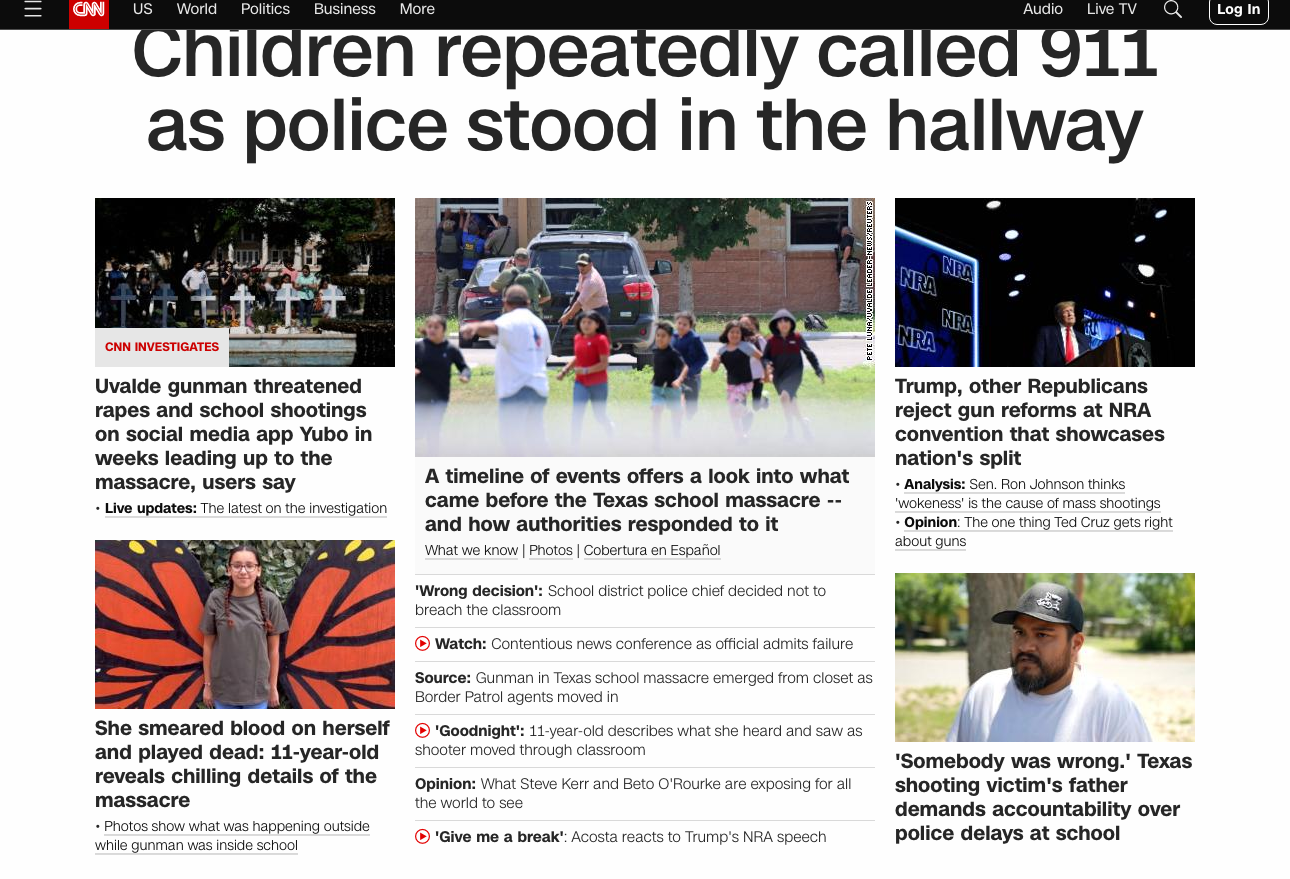 CNN US World Politics Business More Audio Live TV Log In
Children repeatedly called 911
as police stood in the hallway
CNN INVESTIGATES
Uvalde gunman threatened
rapes and school shootings
on social media app Yubo in
weeks leading up to the
massacre, users say
• Live updates: The latest on the investigation
She smeared blood on herself
and played dead: 11-year-old
reveals chilling details of the
massacre
• Photos show what was happening outside
while gunman was inside school
PETE LUNA/UVALDE LEADER-NEWS/REUTERS
A timeline of events offers a look into what
came before the Texas school massacre --
and how authorities responded to it
What we know | Photos | Cobertura en Español
'Wrong decision': School district police chief decided not to
breach the classroom
Watch: Contentious news conference as official admits failure
Source: Gunman in Texas school massacre emerged from closet as
Border Patrol agents moved in
'Goodnight': 11-year-old describes what she heard and saw as
shooter moved through classroom
Opinion: What Steve Kerr and Beto O'Rourke are exposing for all
the world to see
'Give me a break': Acosta reacts to Trump's NRA speech
NRA
NRA
NRA
NRA
Trump, other Republicans
reject gun reforms at NRA
convention that showcases
nation's split
• Analysis: Sen. Ron Johnson thinks
'wokeness' is the cause of mass shootings
• Opinion: The one thing Ted Cruz gets right
about guns
'Somebody was wrong.' Texas
shooting victim's father
demands accountability over
police delays at school